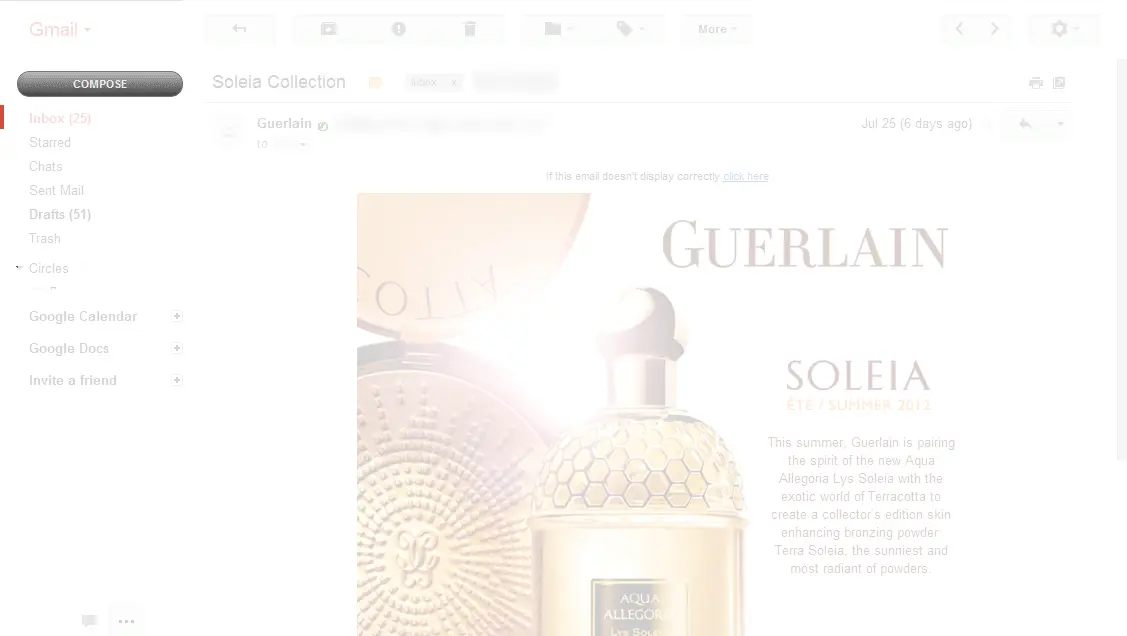 Gmail
More
COMPOSE
Soleia Collection
Inbox x
Inbox (25)
Starred
Chats
Sent Mail
Drafts (51)
Trash
Circles
Google Calendar
Google Docs
Invite a friend
Guerlain
Jul 25 (6 days ago)
to
If this email doesn't display correctly click here
GUERLAIN
SOLEIA
ÉTÉ / SUMMER 2012
This summer, Guerlain is pairing
the spirit of the new Aqua
Allegoria Lys Soleia with the
exotic world of Terracotta to
create a collector's edition skin
enhancing bronzing powder:
Terra Soleia, the sunniest and
most radiant of powders.
AQUA
ALLEGORIA
Lys Soleia